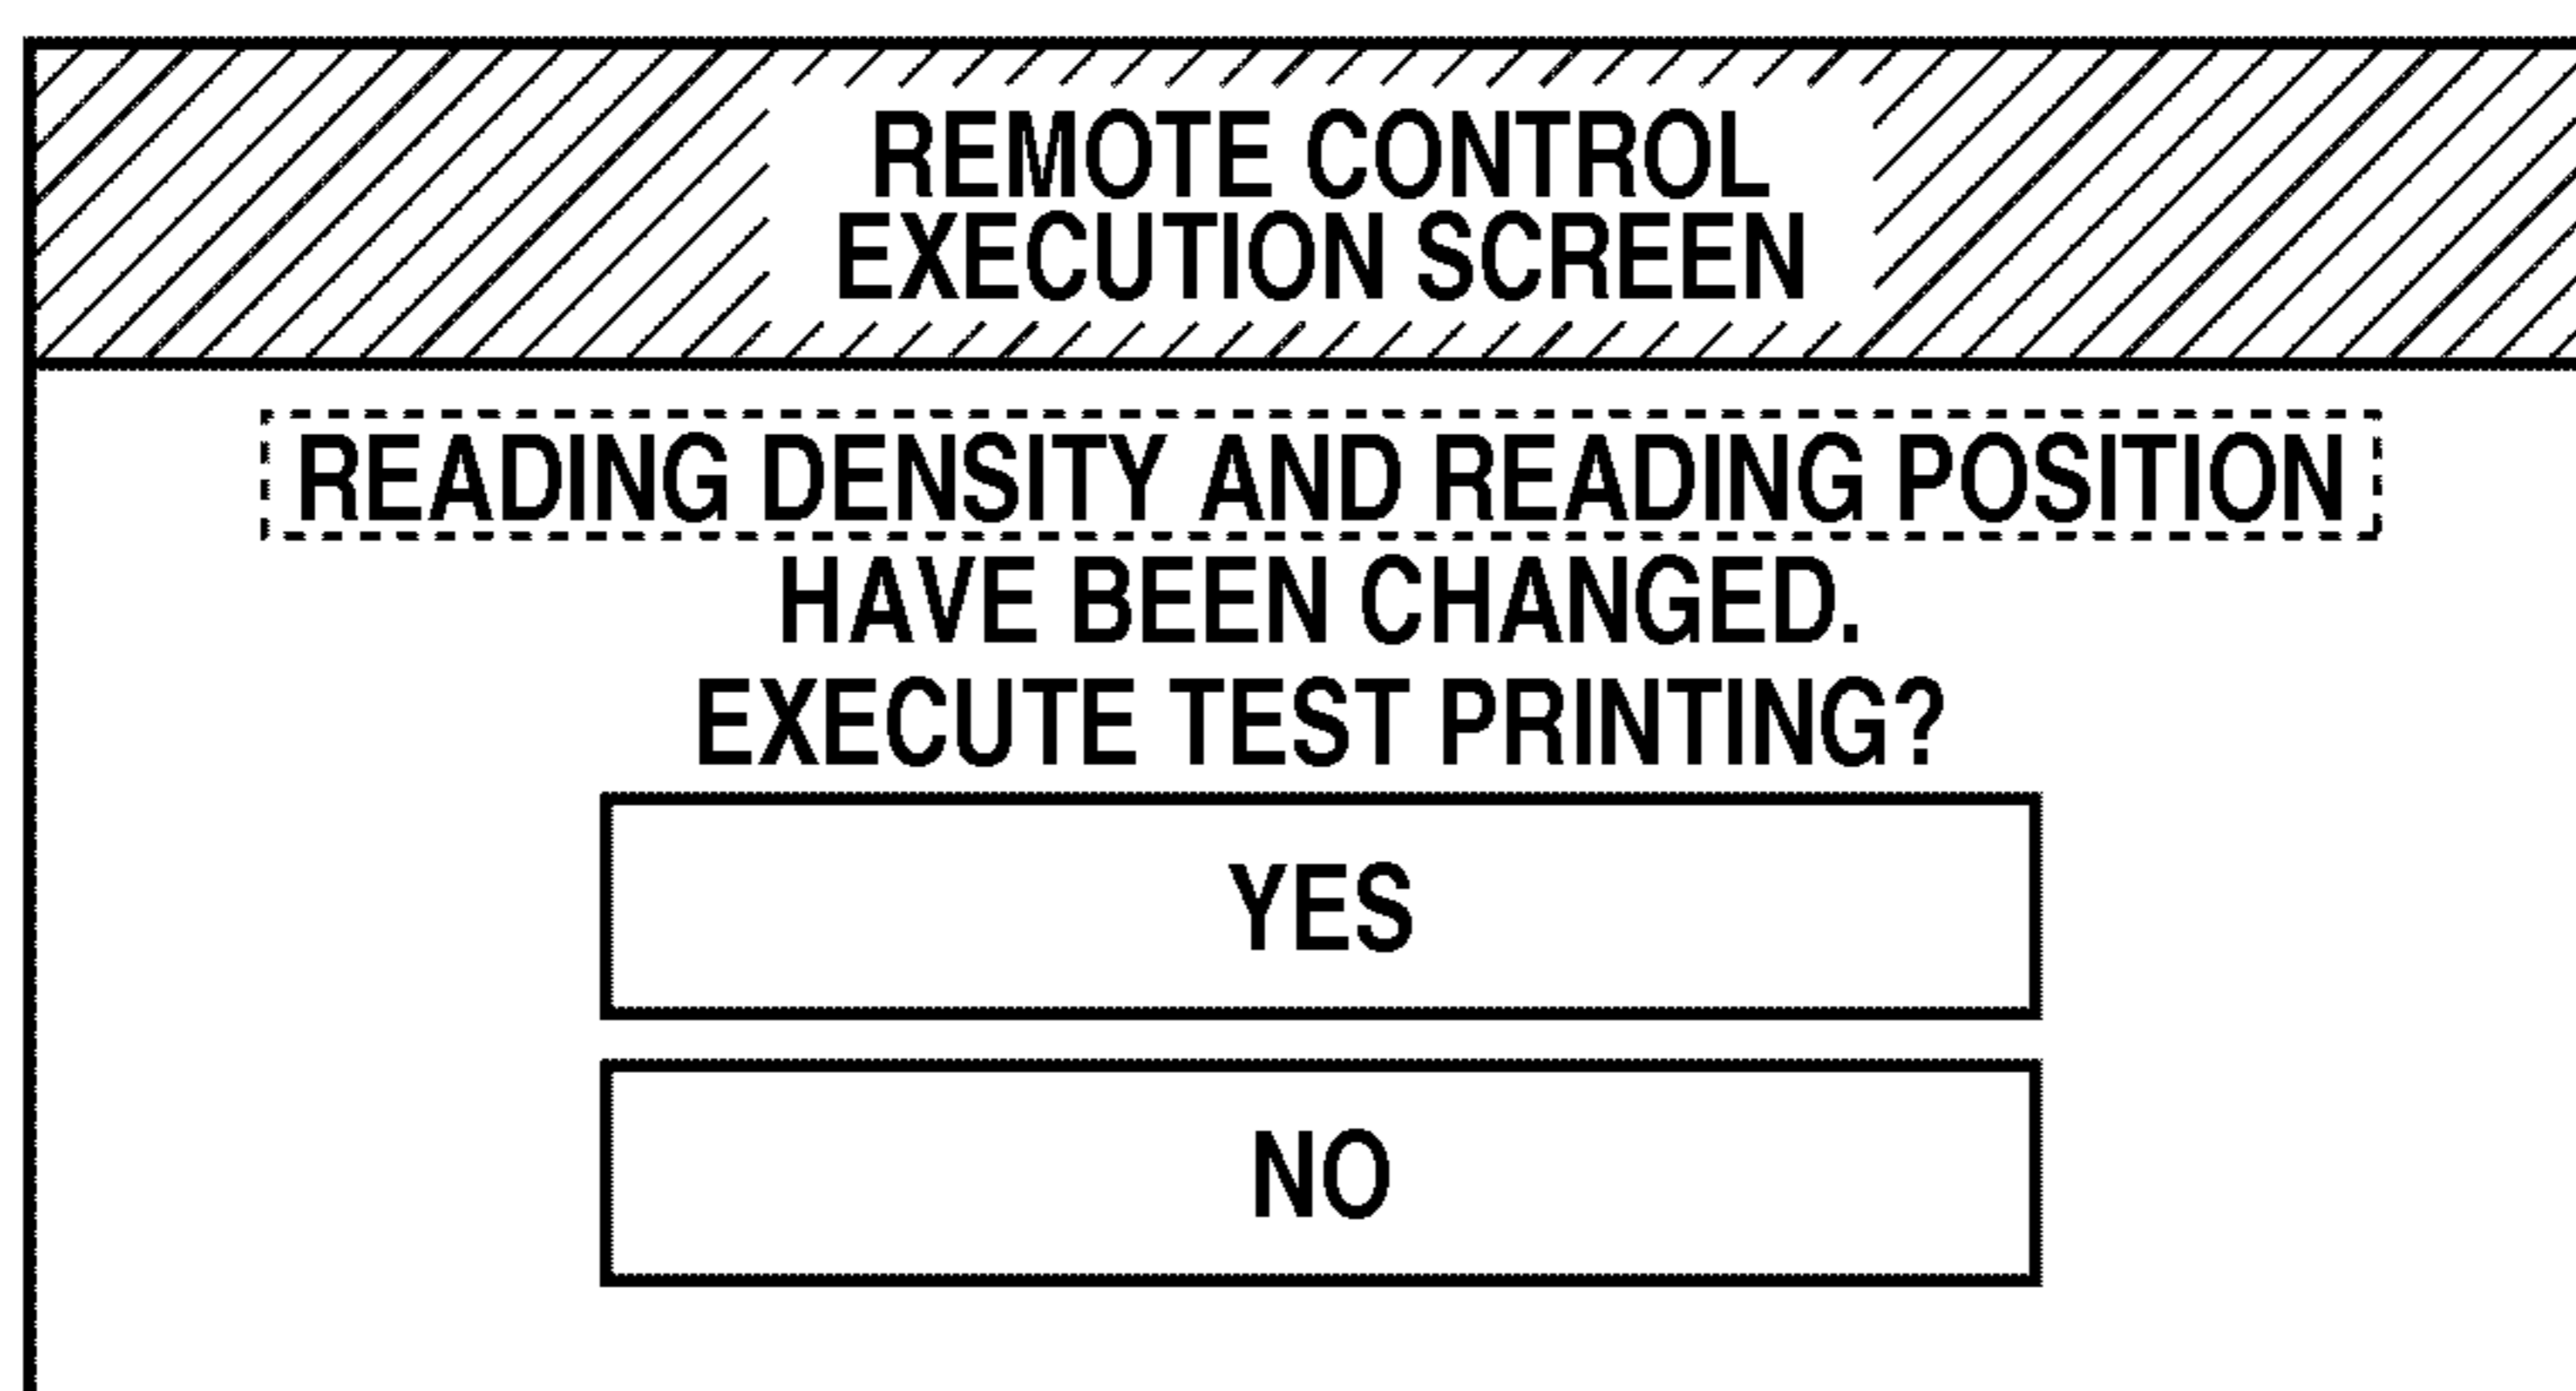 REMOTE CONTROL
EXECUTION SCREEN
READING DENSITY AND READING POSITION
HAVE BEEN CHANGED.
EXECUTE TEST PRINTING?
YES
NO